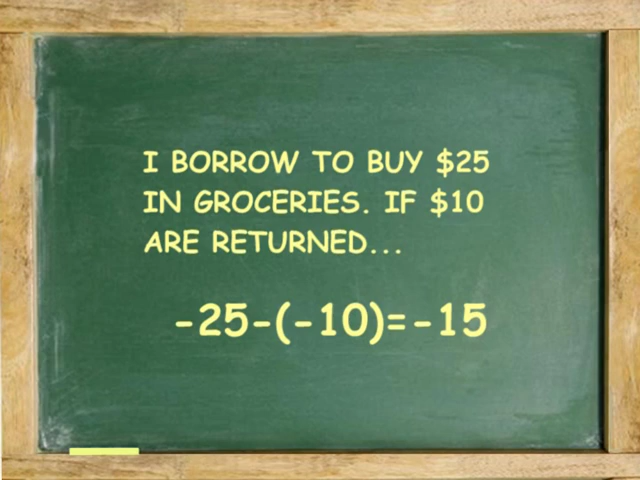 I BORROW TO BUY $25
IN GROCERIES. IF $10
ARE RETURNED...
-25-(-10)=-15